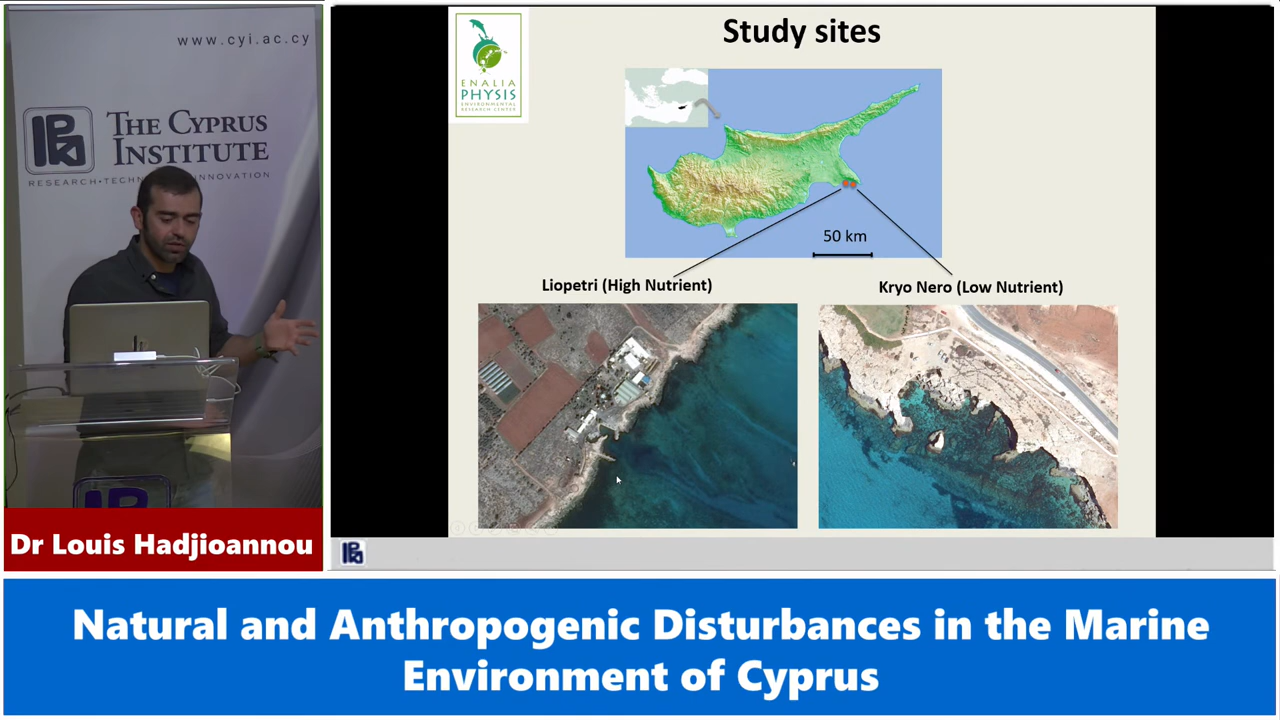 www.cyi.ac.cy
THE CYPRUS
INSTITUTE
RESEARCH•TECHN INNOVATION
Dr Louis Hadjioannou
ENALIA
PHYSIS
ENVIRONMENTAL
RESEARCH CENTER
Study sites
50 km
Liopetri (High Nutrient)
Kryo Nero (Low Nutrient)
Natural and Anthropogenic Disturbances in the Marine
Environment of Cyprus